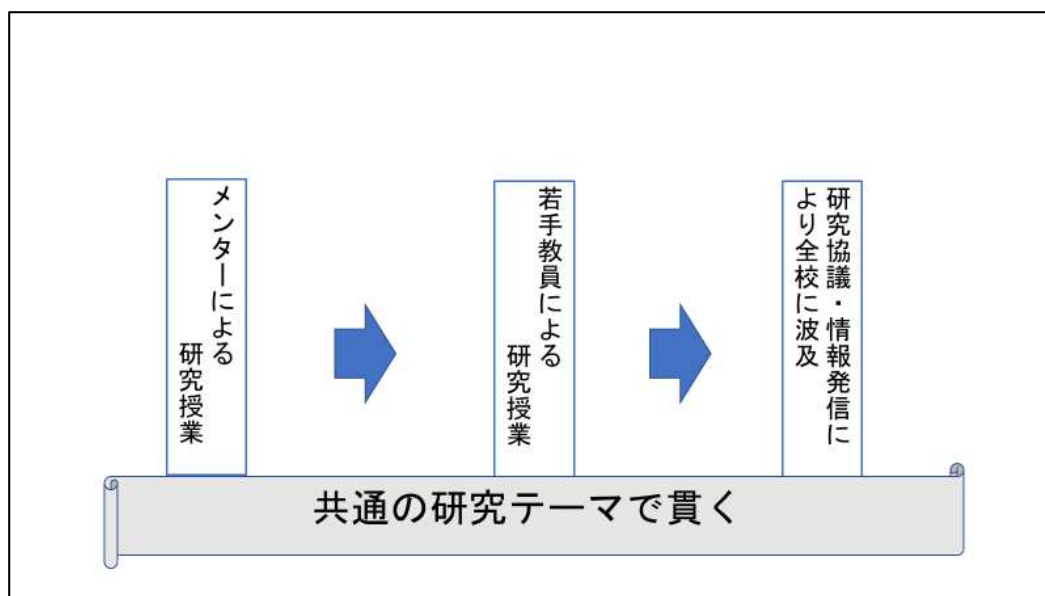 メンターによる
研究授業
若手教員による
研究授業
研究協議・情報発信に
より全校に波及
共通の研究テーマで貫く